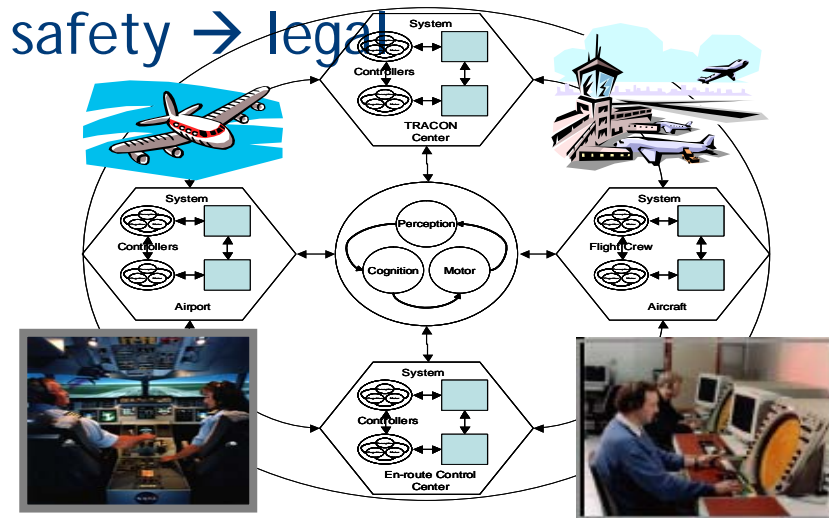 safety → legal
System
Controllers
TRACON
Center
System
Controllers
Airport
Perception
Cognition
Motor
System
Flight Crew
Aircraft
System
Controllers
En-route Control
Center